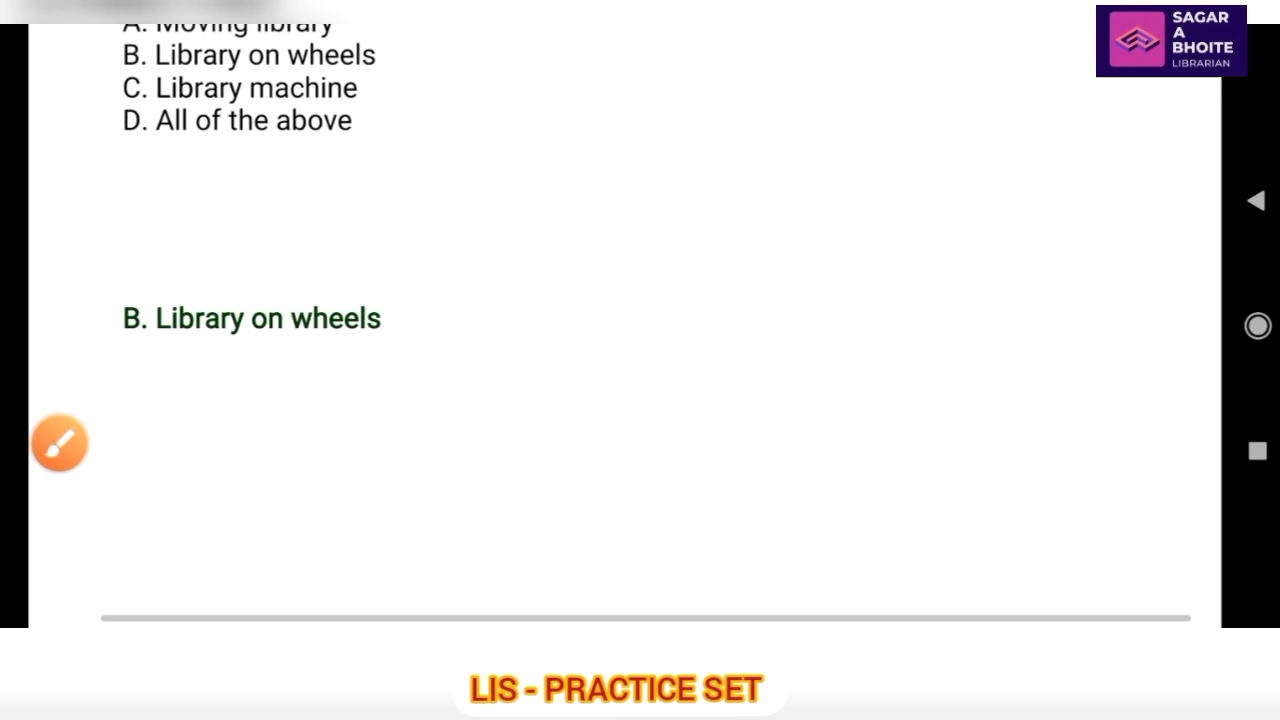 A. Moving library
B. Library on wheels
C. Library machine
D. All of the above
B. Library on wheels
SAGAR
A
BHOITE
LIBRARIAN
LIS - PRACTICE SET